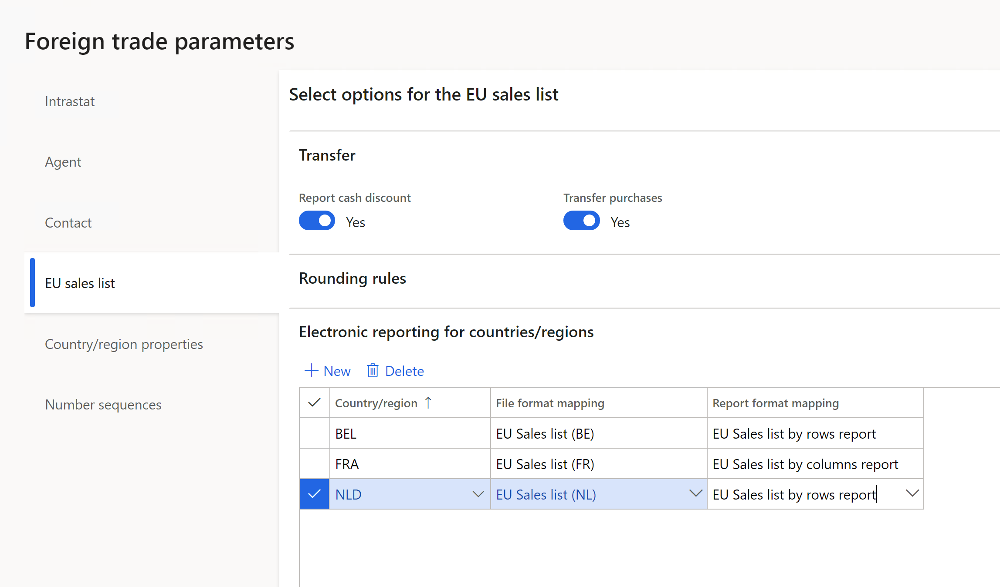 Foreign trade parameters
Intrastat
Agent
Contact
EU sales list
Country/region properties
Number sequences
Select options for the EU sales list
Transfer
Report cash discount
Yes
Transfer purchases
Yes
Rounding rules
Electronic reporting for countries/regions
New Delete
Country/region File format mapping Report format mapping
BEL EU Sales list (BE) EU Sales list by rows report
FRA EU Sales list (FR) EU Sales list by columns report
NLD EU Sales list (NL) EU Sales list by rows report